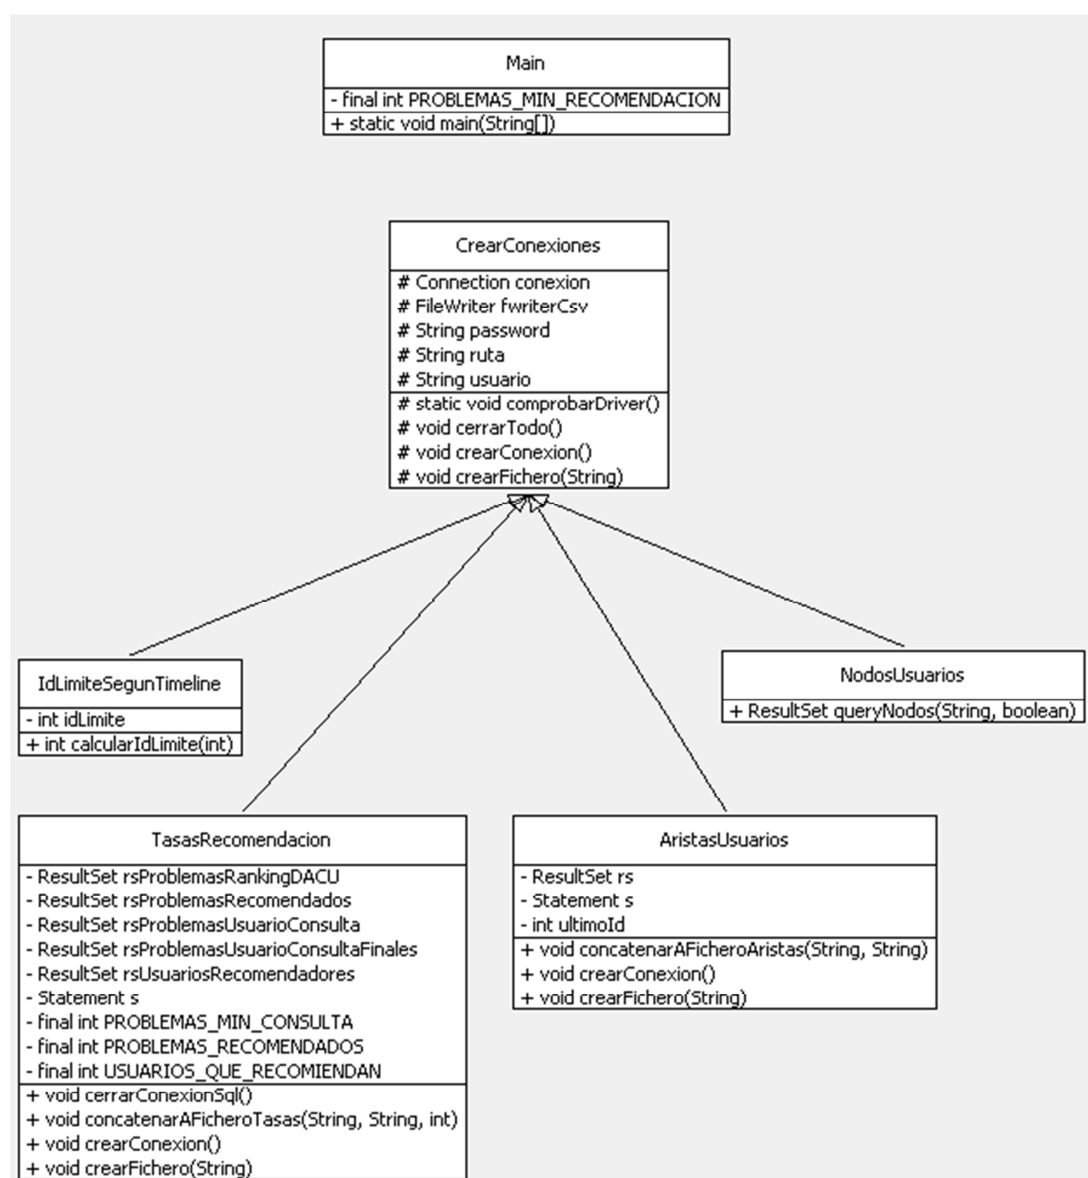 Main
- final int PROBLEMAS_MIN_RECOMENDACION
+ static void main(String[])
CrearConexiones
# Connection conexion
# FileWriter fwriterCsv
# String password
# String ruta
# String usuario
# static void comprobarDriver()
# void cerrarTodo()
# void crearConexion()
# void crearFichero(String)
IdLimiteSegunTimeline
- int idLimite
+ int calcularIdLimite(int)
NodosUsuarios
+ ResultSet queryNodos(String, boolean)
TasasRecomendacion
- ResultSet rsProblemasRankingDACU
- ResultSet rsProblemasRecomendados
- ResultSet rsProblemasUsuarioConsulta
- ResultSet rsProblemasUsuarioConsultaFinales
- ResultSet rsUsuariosRecomendadores
- Statement s
- final int PROBLEMAS_MIN_CONSULTA
- final int PROBLEMAS_RECOMENDADOS
- final int USUARIOS_QUE_RECOMIENDAN
+ void cerrarConexionSql()
+ void concatenarAFicheroTasas(String, String, int)
+ void crearConexion()
+ void crearFichero(String)
AristasUsuarios
- ResultSet rs
- Statement s
- int ultimoId
+ void concatenarAFicheroAristas(String, String)
+ void crearConexion()
+ void crearFichero(String)